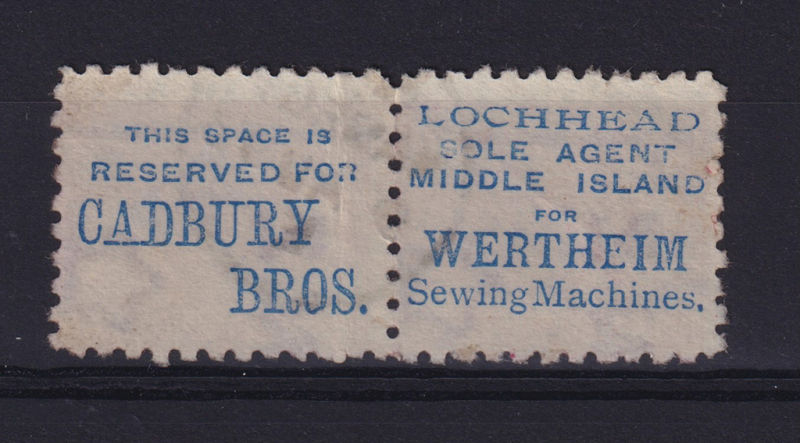 THIS SPACE IS
RESERVED FOR
CADBURY
BROS.
LOCHHEAD
SOLE AGENT
MIDDLE ISLAND
FOR
WERTHEIM
Sewing Machines.